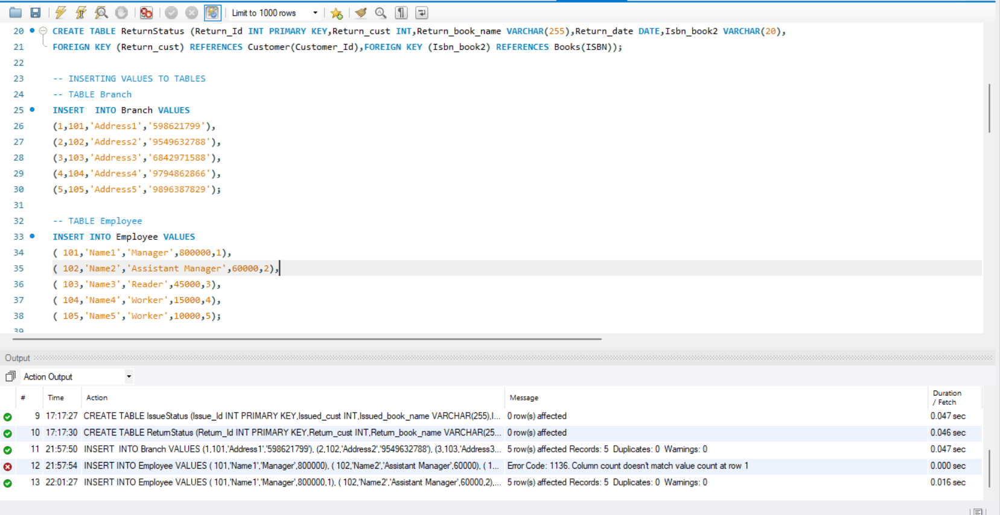 Limit to 1000 rows
20 CREATE TABLE ReturnStatus (Return_Id INT PRIMARY KEY,Return_cust INT,Return_book_name VARCHAR(255),Return_date DATE,Isbn_book2 VARCHAR(20),
21 FOREIGN KEY (Return_cust) REFERENCES Customer(Customer_Id),FOREIGN KEY (Isbn_book2) REFERENCES Books(ISBN));
22
23 -- INSERTING VALUES TO TABLES
24 -- TABLE Branch
25 INSERT  INTO Branch VALUES
26 (1,101,'Address1','598621799'),
27 (2,102,'Address2','9549632788'),
28 (3,103,'Address3','6842971588'),
29 (4,104,'Address4','9794862866'),
30 (5,105,'Address5','9896387829');
31
32 -- TABLE Employee
33 INSERT INTO Employee VALUES
34 ( 101,'Name1','Manager',800000,1),
35 ( 102,'Name2','Assistant Manager',60000,2),
36 ( 103,'Name3','Reader',45000,3),
37 ( 104,'Name4','Worker',15000,4),
38 ( 105,'Name5','Worker',10000,5);
39
Output
Action Output
# Time Action Message Duration / Fetch
9 17:17:27 CREATE TABLE IssueStatus (Issue_Id INT PRIMARY KEY,Issued_cust INT,Issued_book_name VARCHAR(255),I... 0 row(s) affected 0.047 sec
10 17:17:30 CREATE TABLE ReturnStatus (Return_Id INT PRIMARY KEY,Return_cust INT,Return_book_name VARCHAR(25... 0 row(s) affected 0.046 sec
11 21:57:50 INSERT  INTO Branch VALUES (1,101,'Address1','598621799'), (2,102,'Address2','9549632788'), (3,103,'Address3... 5 row(s) affected Records: 5  Duplicates: 0  Warnings: 0 0.047 sec
12 21:57:54 INSERT INTO Employee VALUES ( 101,'Name1','Manager',800000), ( 102,'Name2','Assistant Manager',60000), ( 1... Error Code: 1136. Column count doesn't match value count at row 1 0.000 sec
13 22:01:27 INSERT INTO Employee VALUES ( 101,'Name1','Manager',800000,1), ( 102,'Name2','Assistant Manager',60000,2),... 5 row(s) affected Records: 5  Duplicates: 0  Warnings: 0 0.016 sec